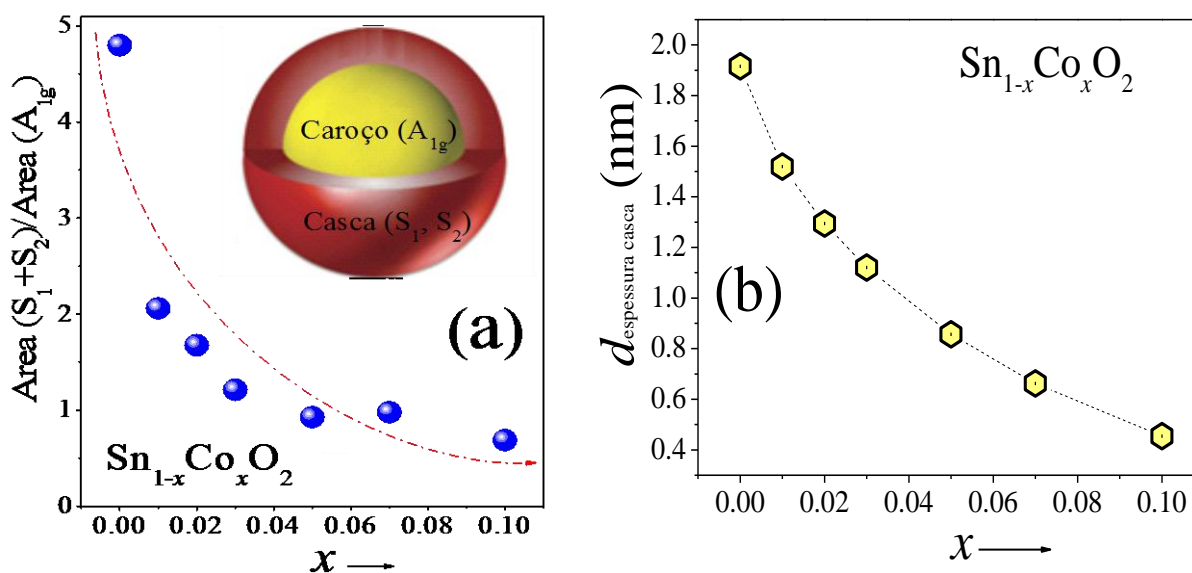 Area (S₁+S₂)/Area (A₁g)
5
4
3
2
1
0
Caroço (A₁g)
Casca (S₁, S₂)
(a)
Sn₁₋ₓCoₓO₂
0.00 0.02 0.04 0.06 0.08 0.10
x
d espessura casca (nm)
2.0
1.8
1.6
1.4
1.2
1.0
0.8
0.6
0.4
Sn₁₋ₓCoₓO₂
(b)
0.00 0.02 0.04 0.06 0.08 0.10
x